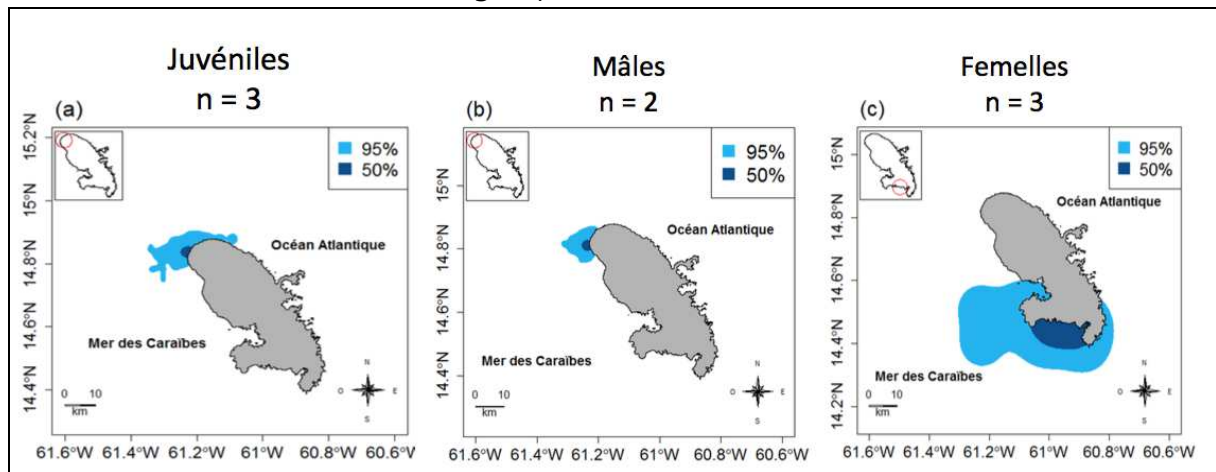 Juvéniles
n = 3
(a)
95%
50%
Océan Atlantique
Mer des Caraïbes
0 10
km
N
O E
S
15.2°N
15°N
14.8°N
14.6°N
14.4°N
61.6°W 61.4°W 61.2°W 61°W 60.8°W 60.6°W
Mâles
n = 2
(b)
95%
50%
Océan Atlantique
Mer des Caraïbes
0 10
km
N
O E
S
15.2°N
15°N
14.8°N
14.6°N
14.4°N
61.6°W 61.4°W 61.2°W 61°W 60.8°W 60.6°W
Femelles
n = 3
(c)
95%
50%
Océan Atlantique
Mer des Caraïbes
0 10
km
N
O E
S
15°N
14.8°N
14.6°N
14.4°N
14.2°N
61.6°W 61.4°W 61.2°W 61°W 60.8°W 60.6°W